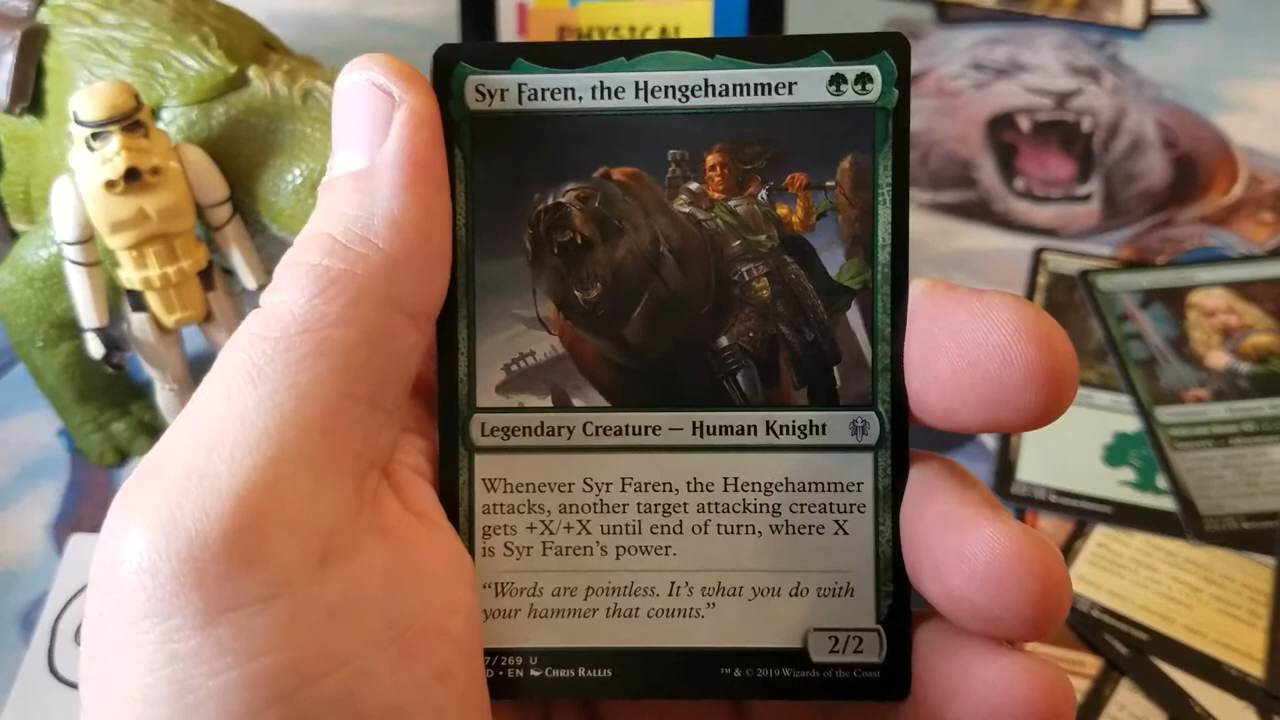 PHYSICAL
Syr Faren, the Hengehammer
Legendary Creature — Human Knight
Whenever Syr Faren, the Hengehammer
attacks, another target attacking creature
gets +X/+X until end of turn, where X
is Syr Faren's power.
“Words are pointless. It's what you do with
your hammer that counts.”
2/2
7/269 U
D • EN Chris Rallis
™ & © 2019 Wizards of the Coast